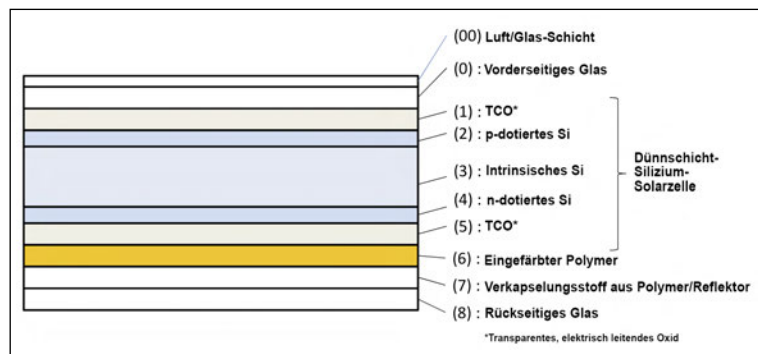 (00) Luft/Glas-Schicht
(0) : Vorderseitiges Glas
(1) : TCO*
(2) : p-dotiertes Si
(3) : Intrinsisches Si
(4) : n-dotiertes Si
(5) : TCO*
Dünnschicht-
Silizium-
Solarzelle
(6) : Eingefärbter Polymer
(7) : Verkapselungsstoff aus Polymer/Reflektor
(8) : Rückseitiges Glas
*Transparentes, elektrisch leitendes Oxid